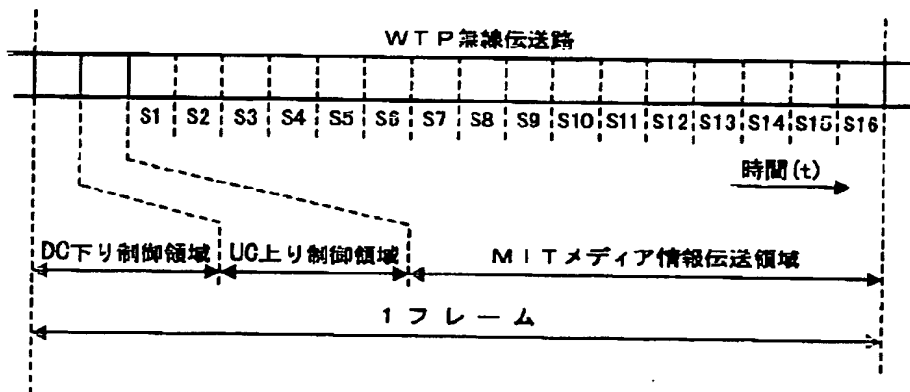 WTP無線伝送路
S1 S2 S3 S4 S5 S6 S7 S8 S9 S10 S11 S12 S13 S14 S15 S16
時間(t)
DC下り制御領域 UC上り制御領域 MITメディア情報伝送領域
1フレーム